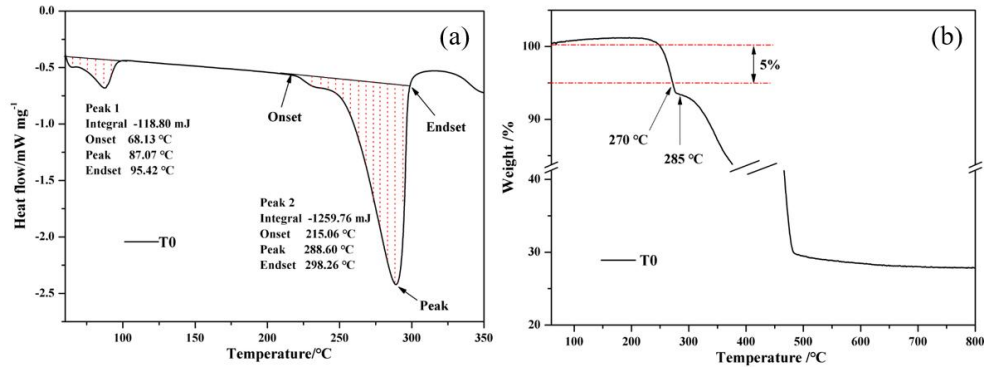 (a)
0.0
-0.5
-1.0
-1.5
-2.0
-2.5
Heat flow/mW mg⁻¹
Onset
Endset
Peak 1
Integral -118.80 mJ
Onset 68.13 °C
Peak 87.07 °C
Endset 95.42 °C
Peak 2
Integral -1259.76 mJ
Onset 215.06 °C
Peak 288.60 °C
Endset 298.26 °C
T0
Peak
100 150 200 250 300 350
Temperature/°C
(b)
100
90
40
30
20
Weight /%
5%
270 °C
285 °C
T0
100 200 300 400 500 600 700 800
Temperature /°C